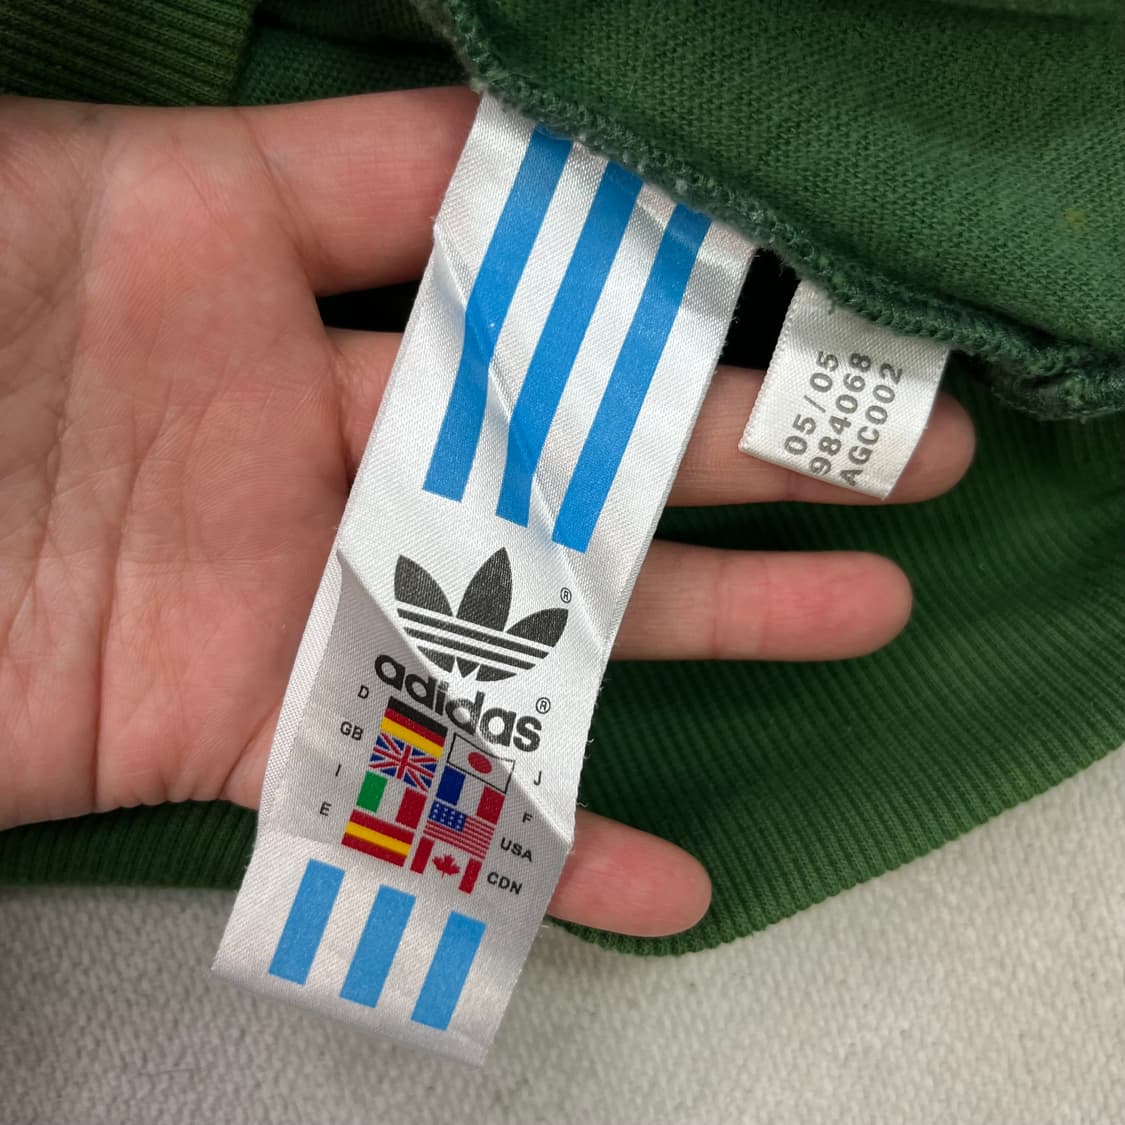 ®
adidas®
D
GB
J
I
F
E
USA
CDN
05/05
984068
AGC002